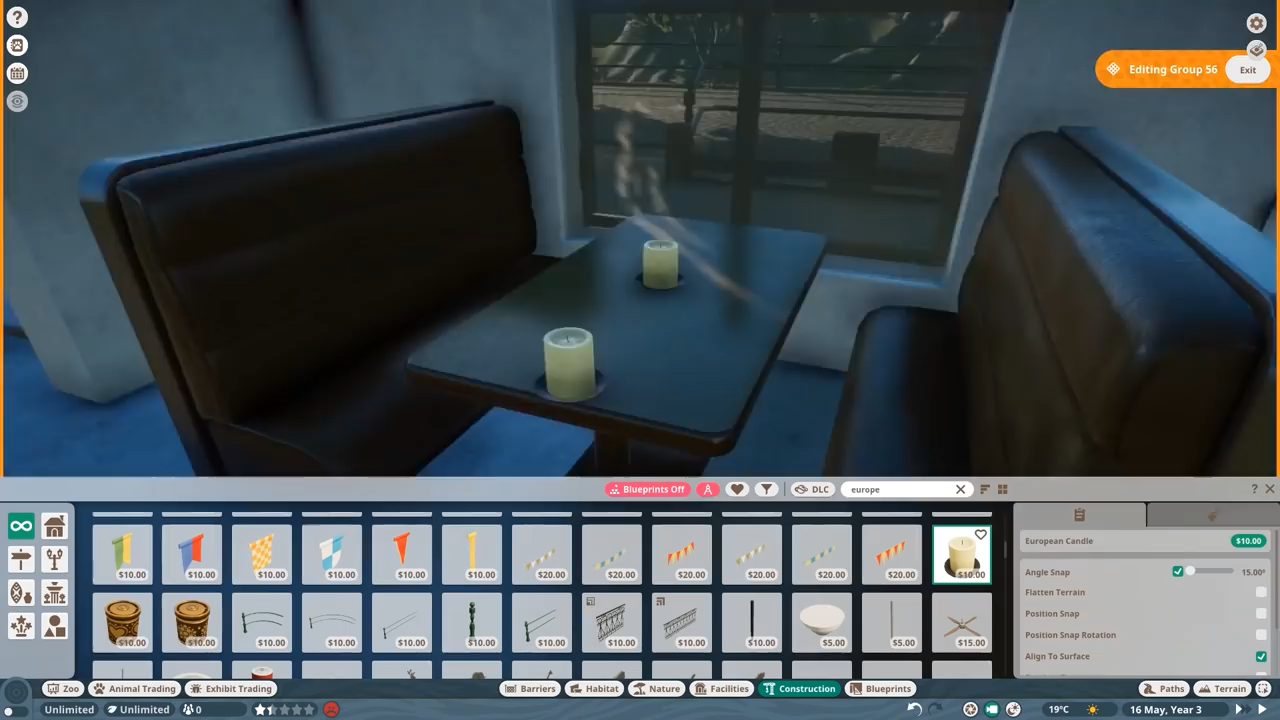 ?
Editing Group 56 Exit
Blueprints Off DLC europe ? 
$10.00 $10.00 $10.00 $10.00 $10.00 $10.00 $20.00 $20.00 $20.00 $20.00 $20.00 $20.00 $10.00
European Candle $10.00
Angle Snap 15.00°
Flatten Terrain
$10.00 $10.00 $10.00 $10.00 $10.00 $10.00 $10.00 $10.00 $10.00 $10.00 $5.00 $5.00 $15.00
Position Snap
Position Snap Rotation
Align To Surface
Zoo Animal Trading Exhibit Trading Barriers Habitat Nature Facilities Construction Blueprints Paths Terrain
Unlimited Unlimited 0 19°C 16 May, Year 3